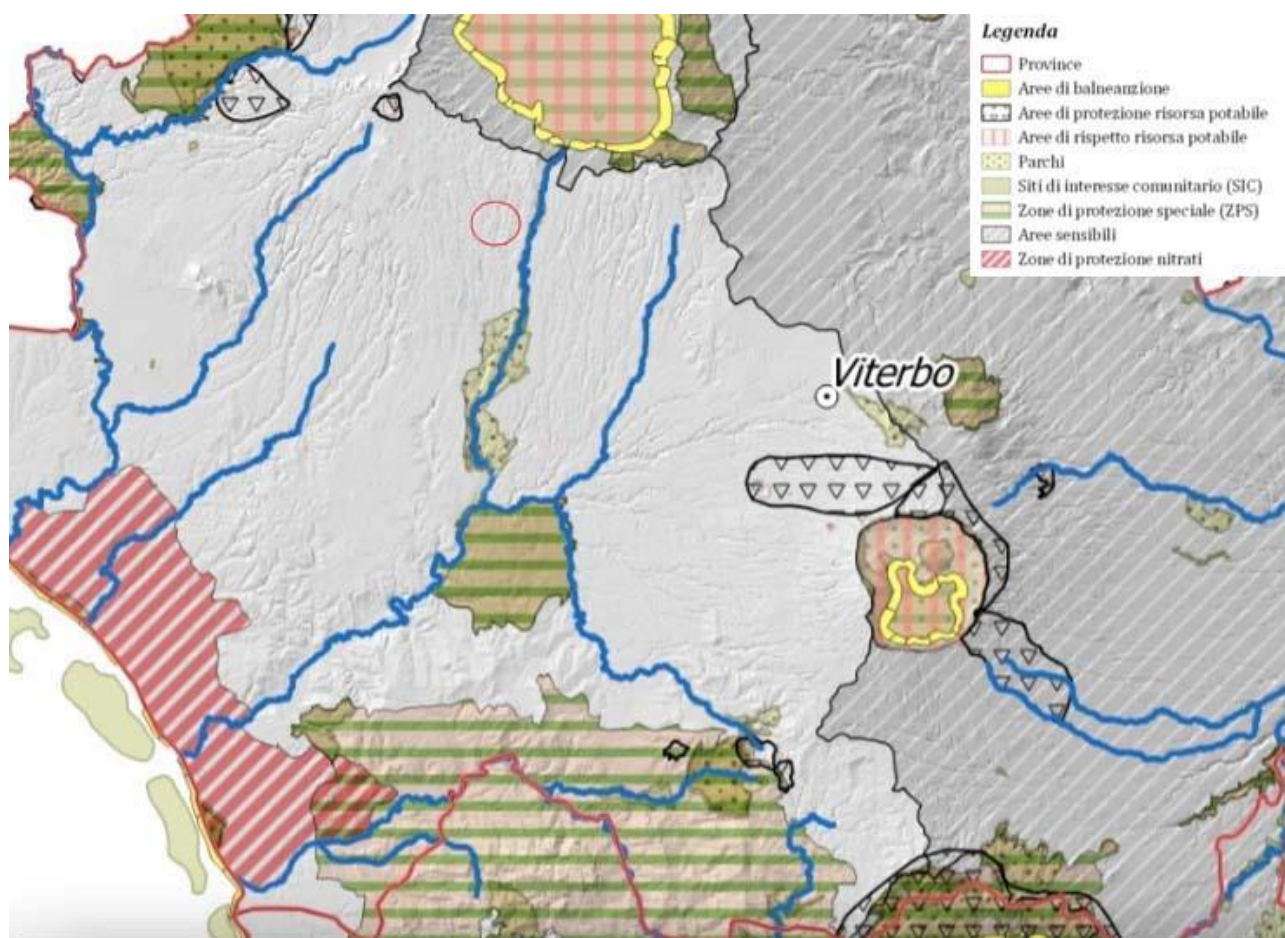 Legenda
Province
Aree di balneanzione
Aree di protezione risorsa potabile
Aree di rispetto risorsa potabile
Parchi
Siti di interesse comunitario (SIC)
Zone di protezione speciale (ZPS)
Aree sensibili
Zone di protezione nitrati
Viterbo